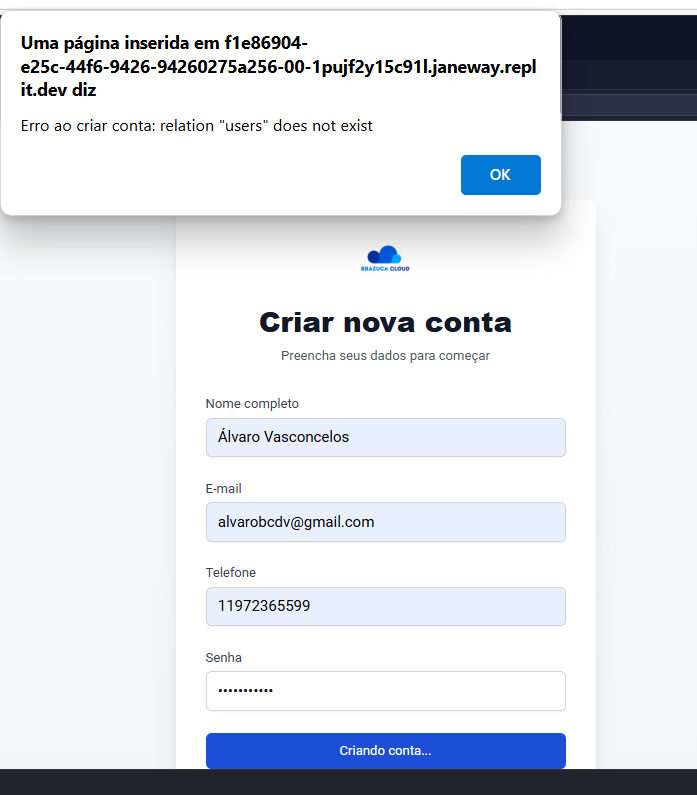 Uma página inserida em f1e86904-
e25c-44f6-9426-94260275a256-00-1pujf2y15c91l.janeway.repl
it.dev diz
Erro ao criar conta: relation "users" does not exist
OK
BRAZUCA CLOUD
Criar nova conta
Preencha seus dados para começar
Nome completo
Álvaro Vasconcelos
E-mail
alvarobcdv@gmail.com
Telefone
11972365599
Senha
•••••••••••
Criando conta...